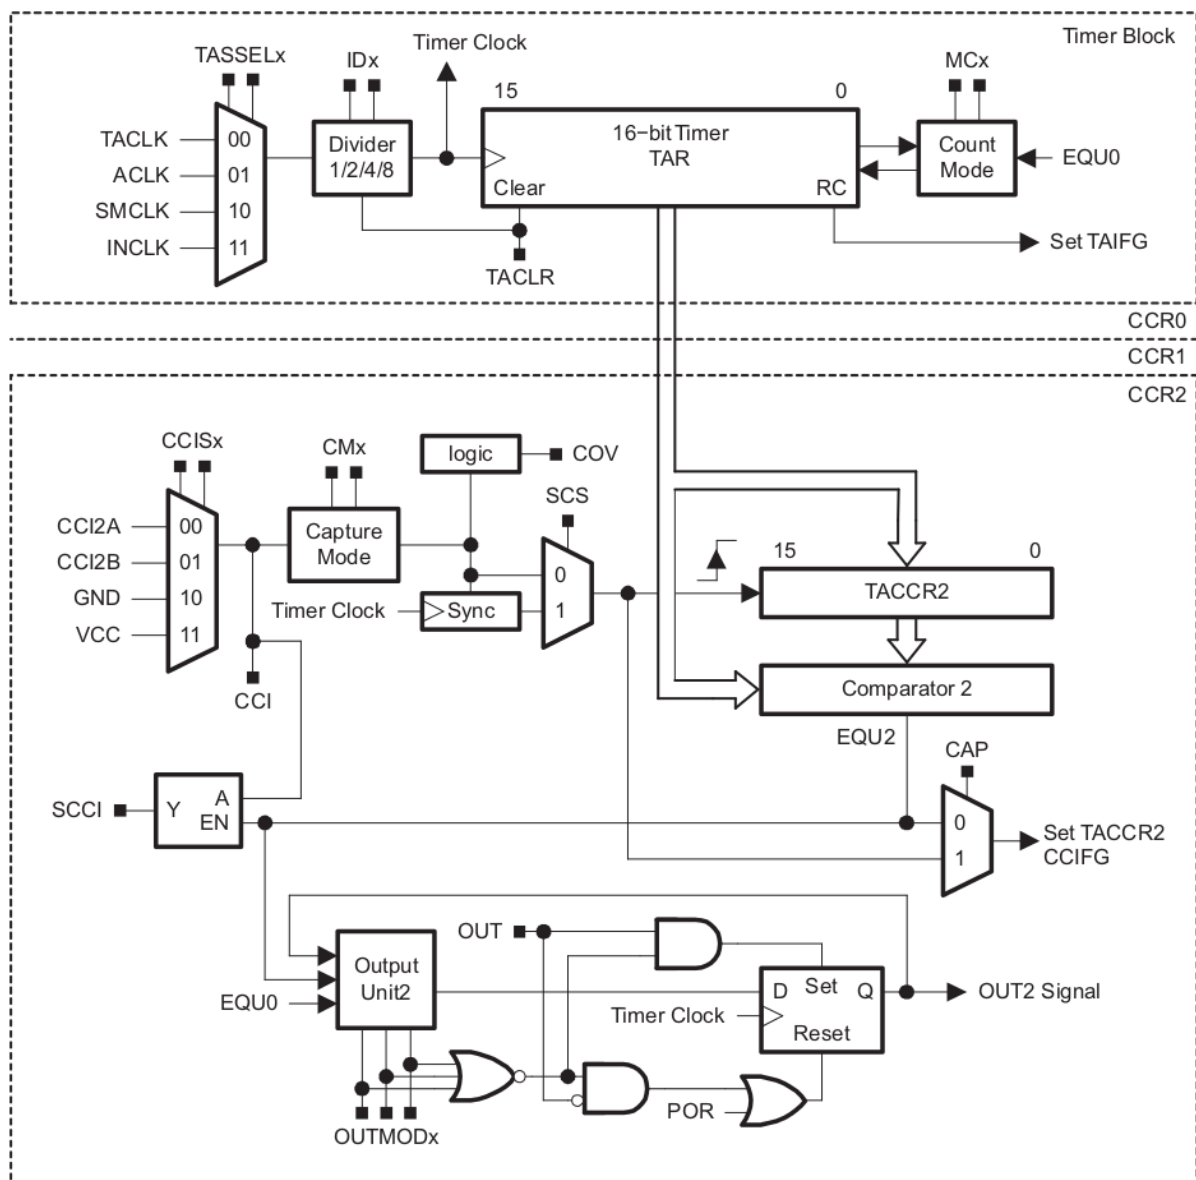 Timer Block
Timer Clock
TASSELx
IDx
MCx
15
0
TACLK
00
Divider
1/2/4/8
16−bit Timer
TAR
Count
Mode
EQU0
ACLK
01
SMCLK
10
Clear
RC
INCLK
11
Set TAIFG
TACLR
CCR0
CCR1
CCR2
CCISx
CMx
logic
COV
SCS
CCI2A
00
Capture
Mode
CCI2B
01
0
15
0
GND
10
Timer Clock
Sync
1
TACCR2
VCC
11
CCI
Comparator 2
EQU2
CAP
SCCI
Y
A
EN
0
1
Set TACCR2
CCIFG
OUT
Output
Unit2
EQU0
D
Set
Q
OUT2 Signal
Timer Clock
Reset
POR
OUTMODx